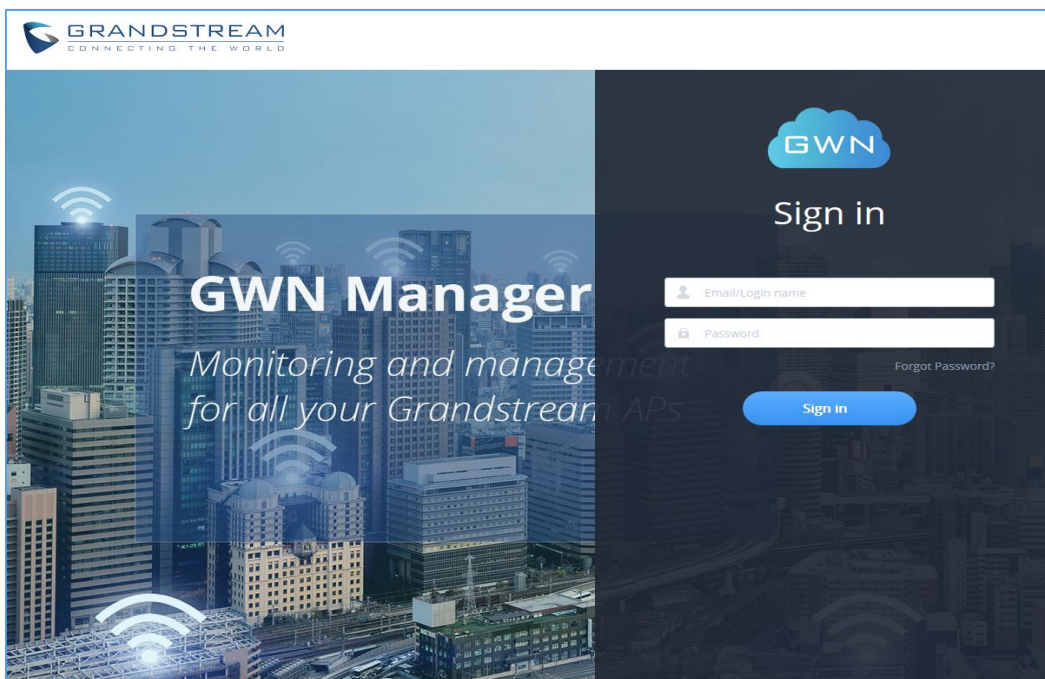 GRANDSTREAM
CONNECTING THE WORLD
GWN Manager
Monitoring and management
for all your Grandstream APs
GWN
Sign in
Email/Login name
Password
Forgot Password?
Sign in